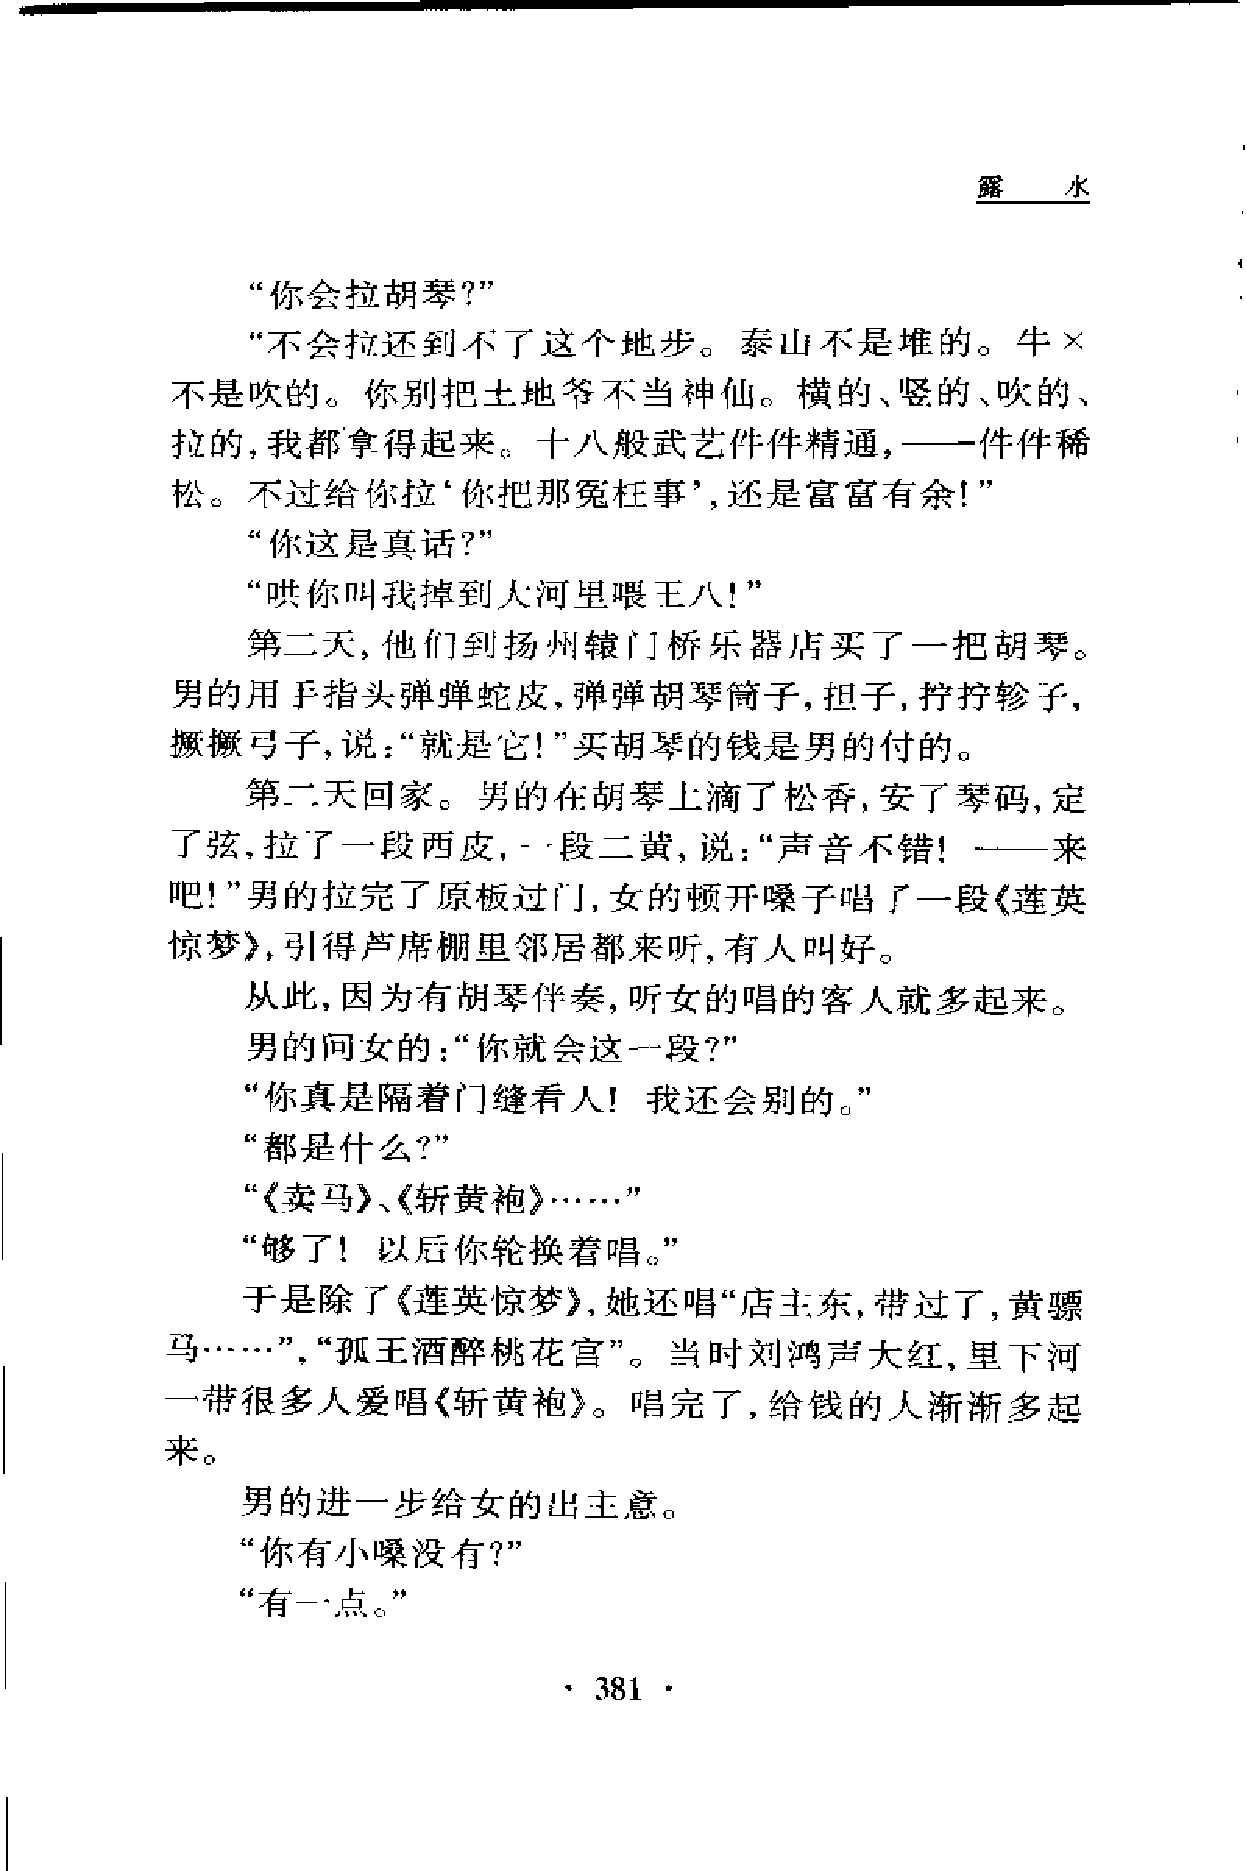 露 水
“你会拉胡琴?”
“不会拉还到不了这个地步。泰山不是堆的。牛×
不是吹的。你别把土地爷不当神仙。横的、竖的、吹的、
拉的,我都拿得起来。十八般武艺件件精通,——件件稀
松。不过给你拉‘你把那冤枉事’,还是富富有余!”
“你这是真话?”
“哄你叫我掉到大河里喂王八!”
第二天,他们到扬州辕门桥乐器店买了一把胡琴。
男的用手指头弹弹蛇皮,弹弹胡琴筒子,担子,拧拧轸子,
撅撅弓子,说:“就是它!”买胡琴的钱是男的付的。
第二天回家。男的在胡琴上滴了松香,安了琴码,定
了弦,拉了一段西皮,一段二黄,说:“声音不错!——来
吧!”男的拉完了原板过门,女的顿开嗓子唱了一段《莲英
惊梦》,引得芦席棚里邻居都来听,有人叫好。
从此,因为有胡琴伴奏,听女的唱的客人就多起来。
男的问女的:“你就会这一段?”
“你真是隔着门缝看人!我还会别的。”
“都是什么?”
“《卖马》、《斩黄袍》……”
“够了!以后你轮换着唱。”
于是除了《莲英惊梦》,她还唱“店主东,带过了,黄骠
马……”,“孤王酒醉桃花宫”。当时刘鸿声大红,里下河
一带很多人爱唱《斩黄袍》。唱完了,给钱的人渐渐多起
来。
男的进一步给女的出主意。
“你有小嗓没有?”
“有一点。”
· 381 ·